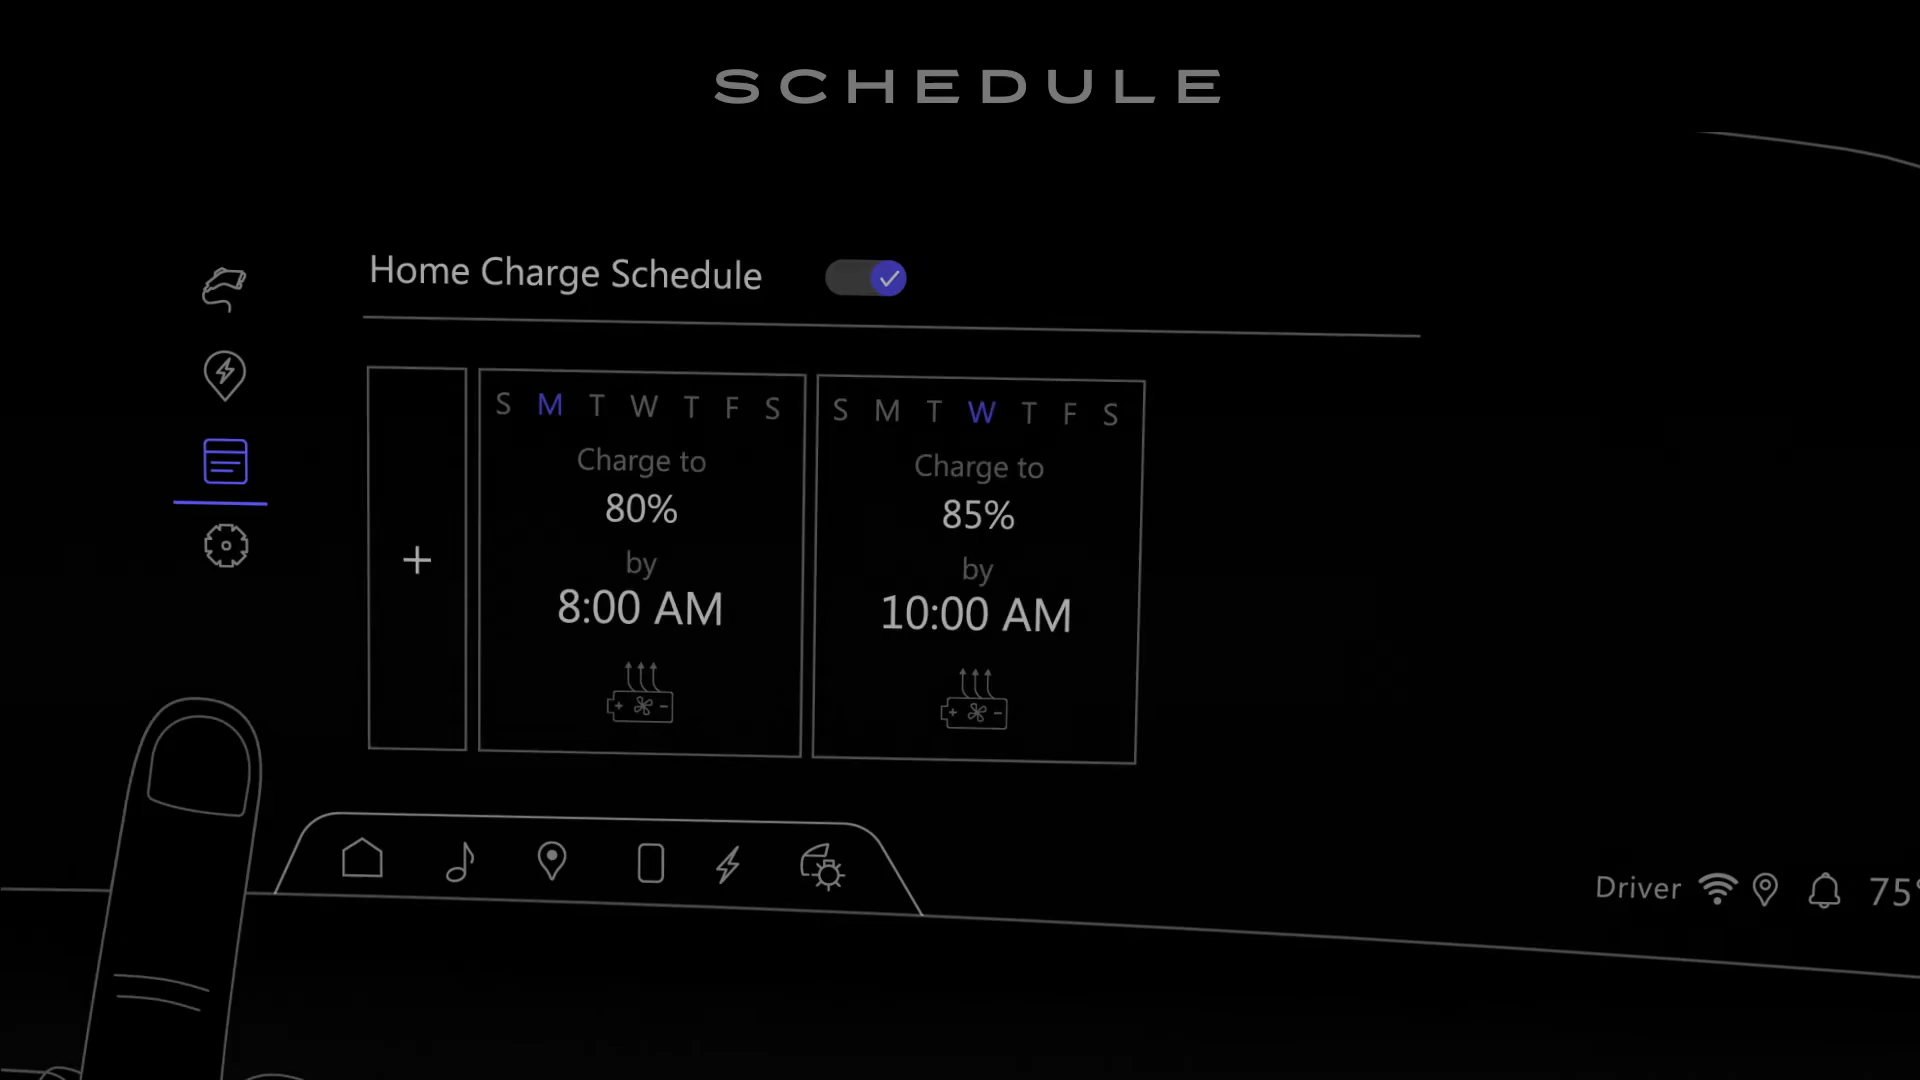 SCHEDULE
Home Charge Schedule
S M T W T F S
Charge to
80%
by
8:00 AM
S M T W T F S
Charge to
85%
by
10:00 AM
Driver
75°